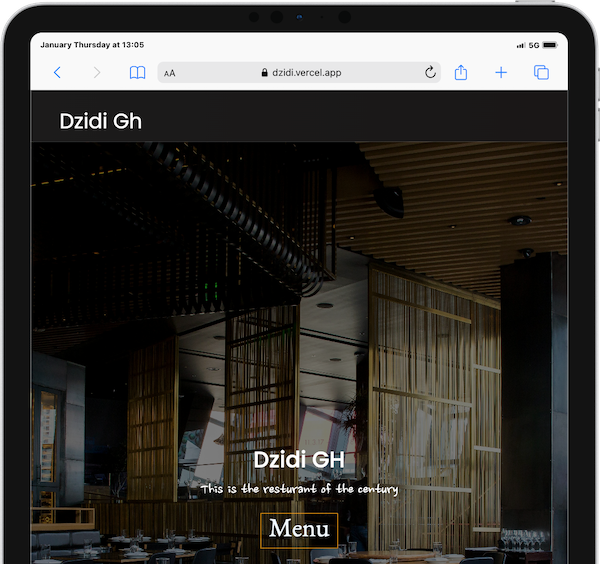 January Thursday at 13:05
5G
AA
dzidi.vercel.app
Dzidi Gh
Dzidi GH
This is the resturant of the century
Menu